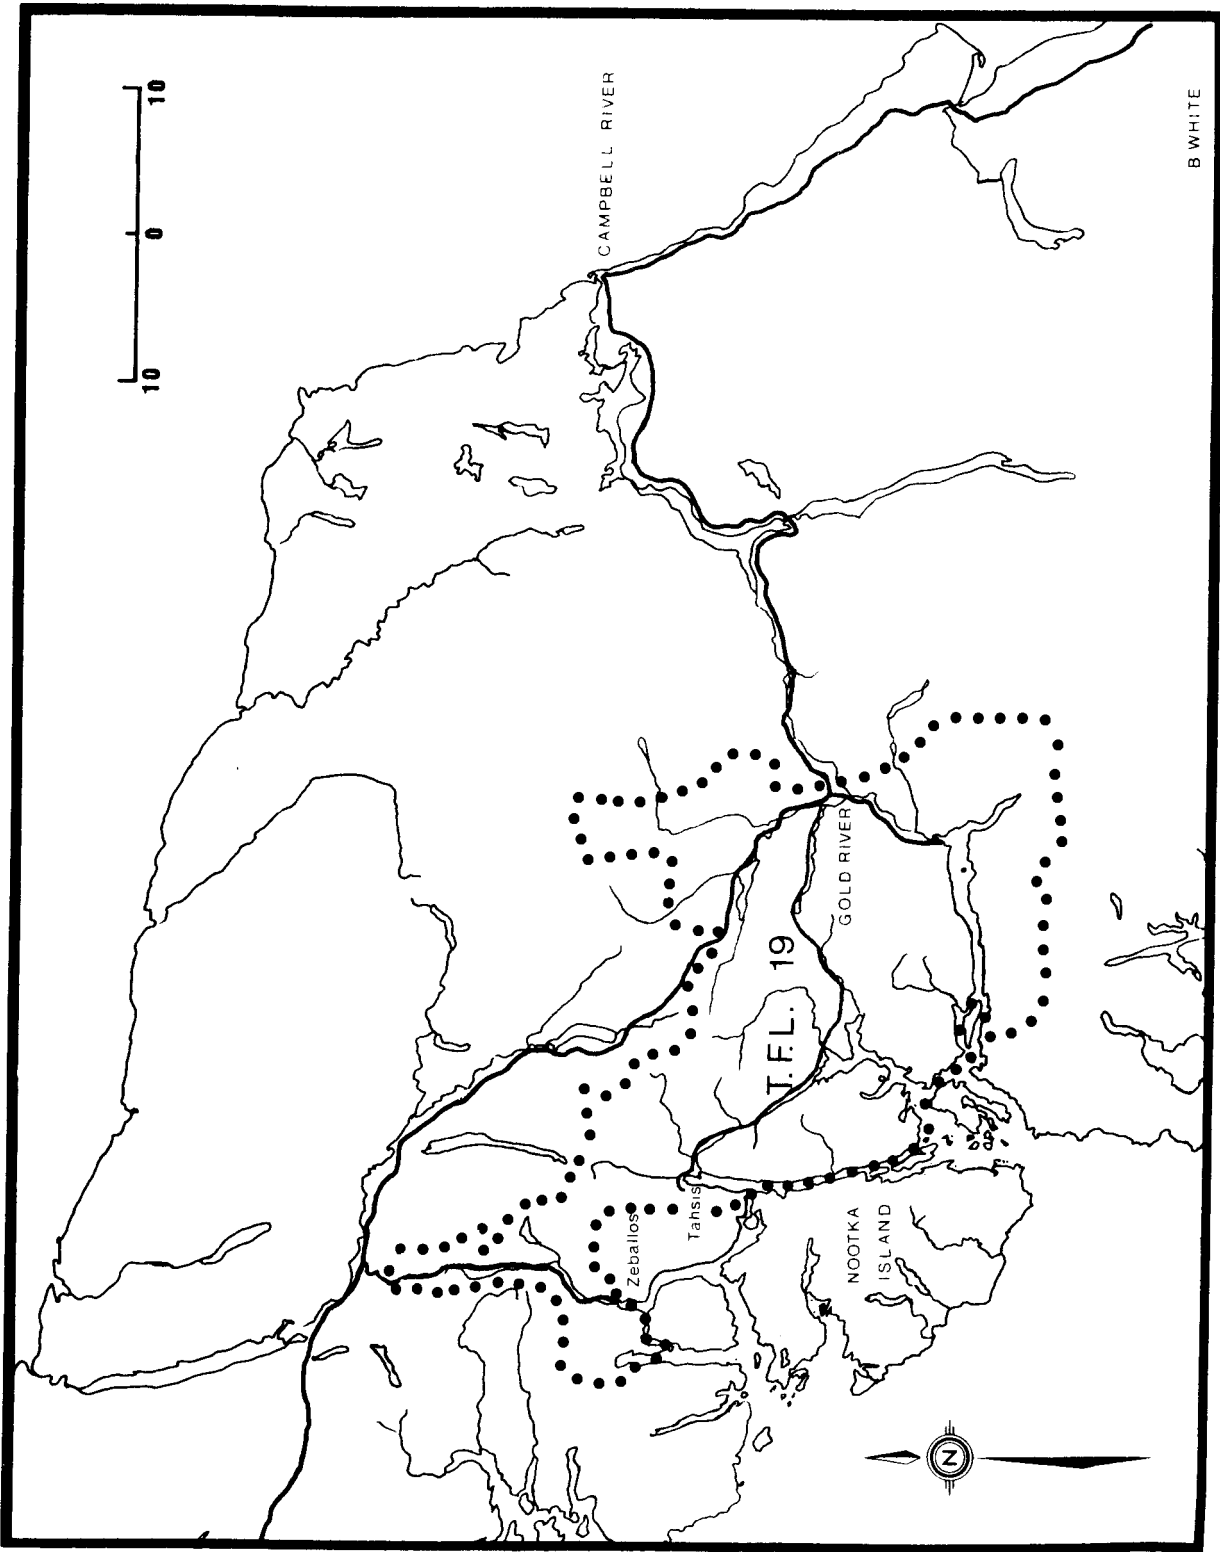 10
0
10
CAMPBELL RIVER
B WHITE
GOLD RIVER
T.F.L. 19
Tahsis
Zeballos
NOOTKA
ISLAND
N